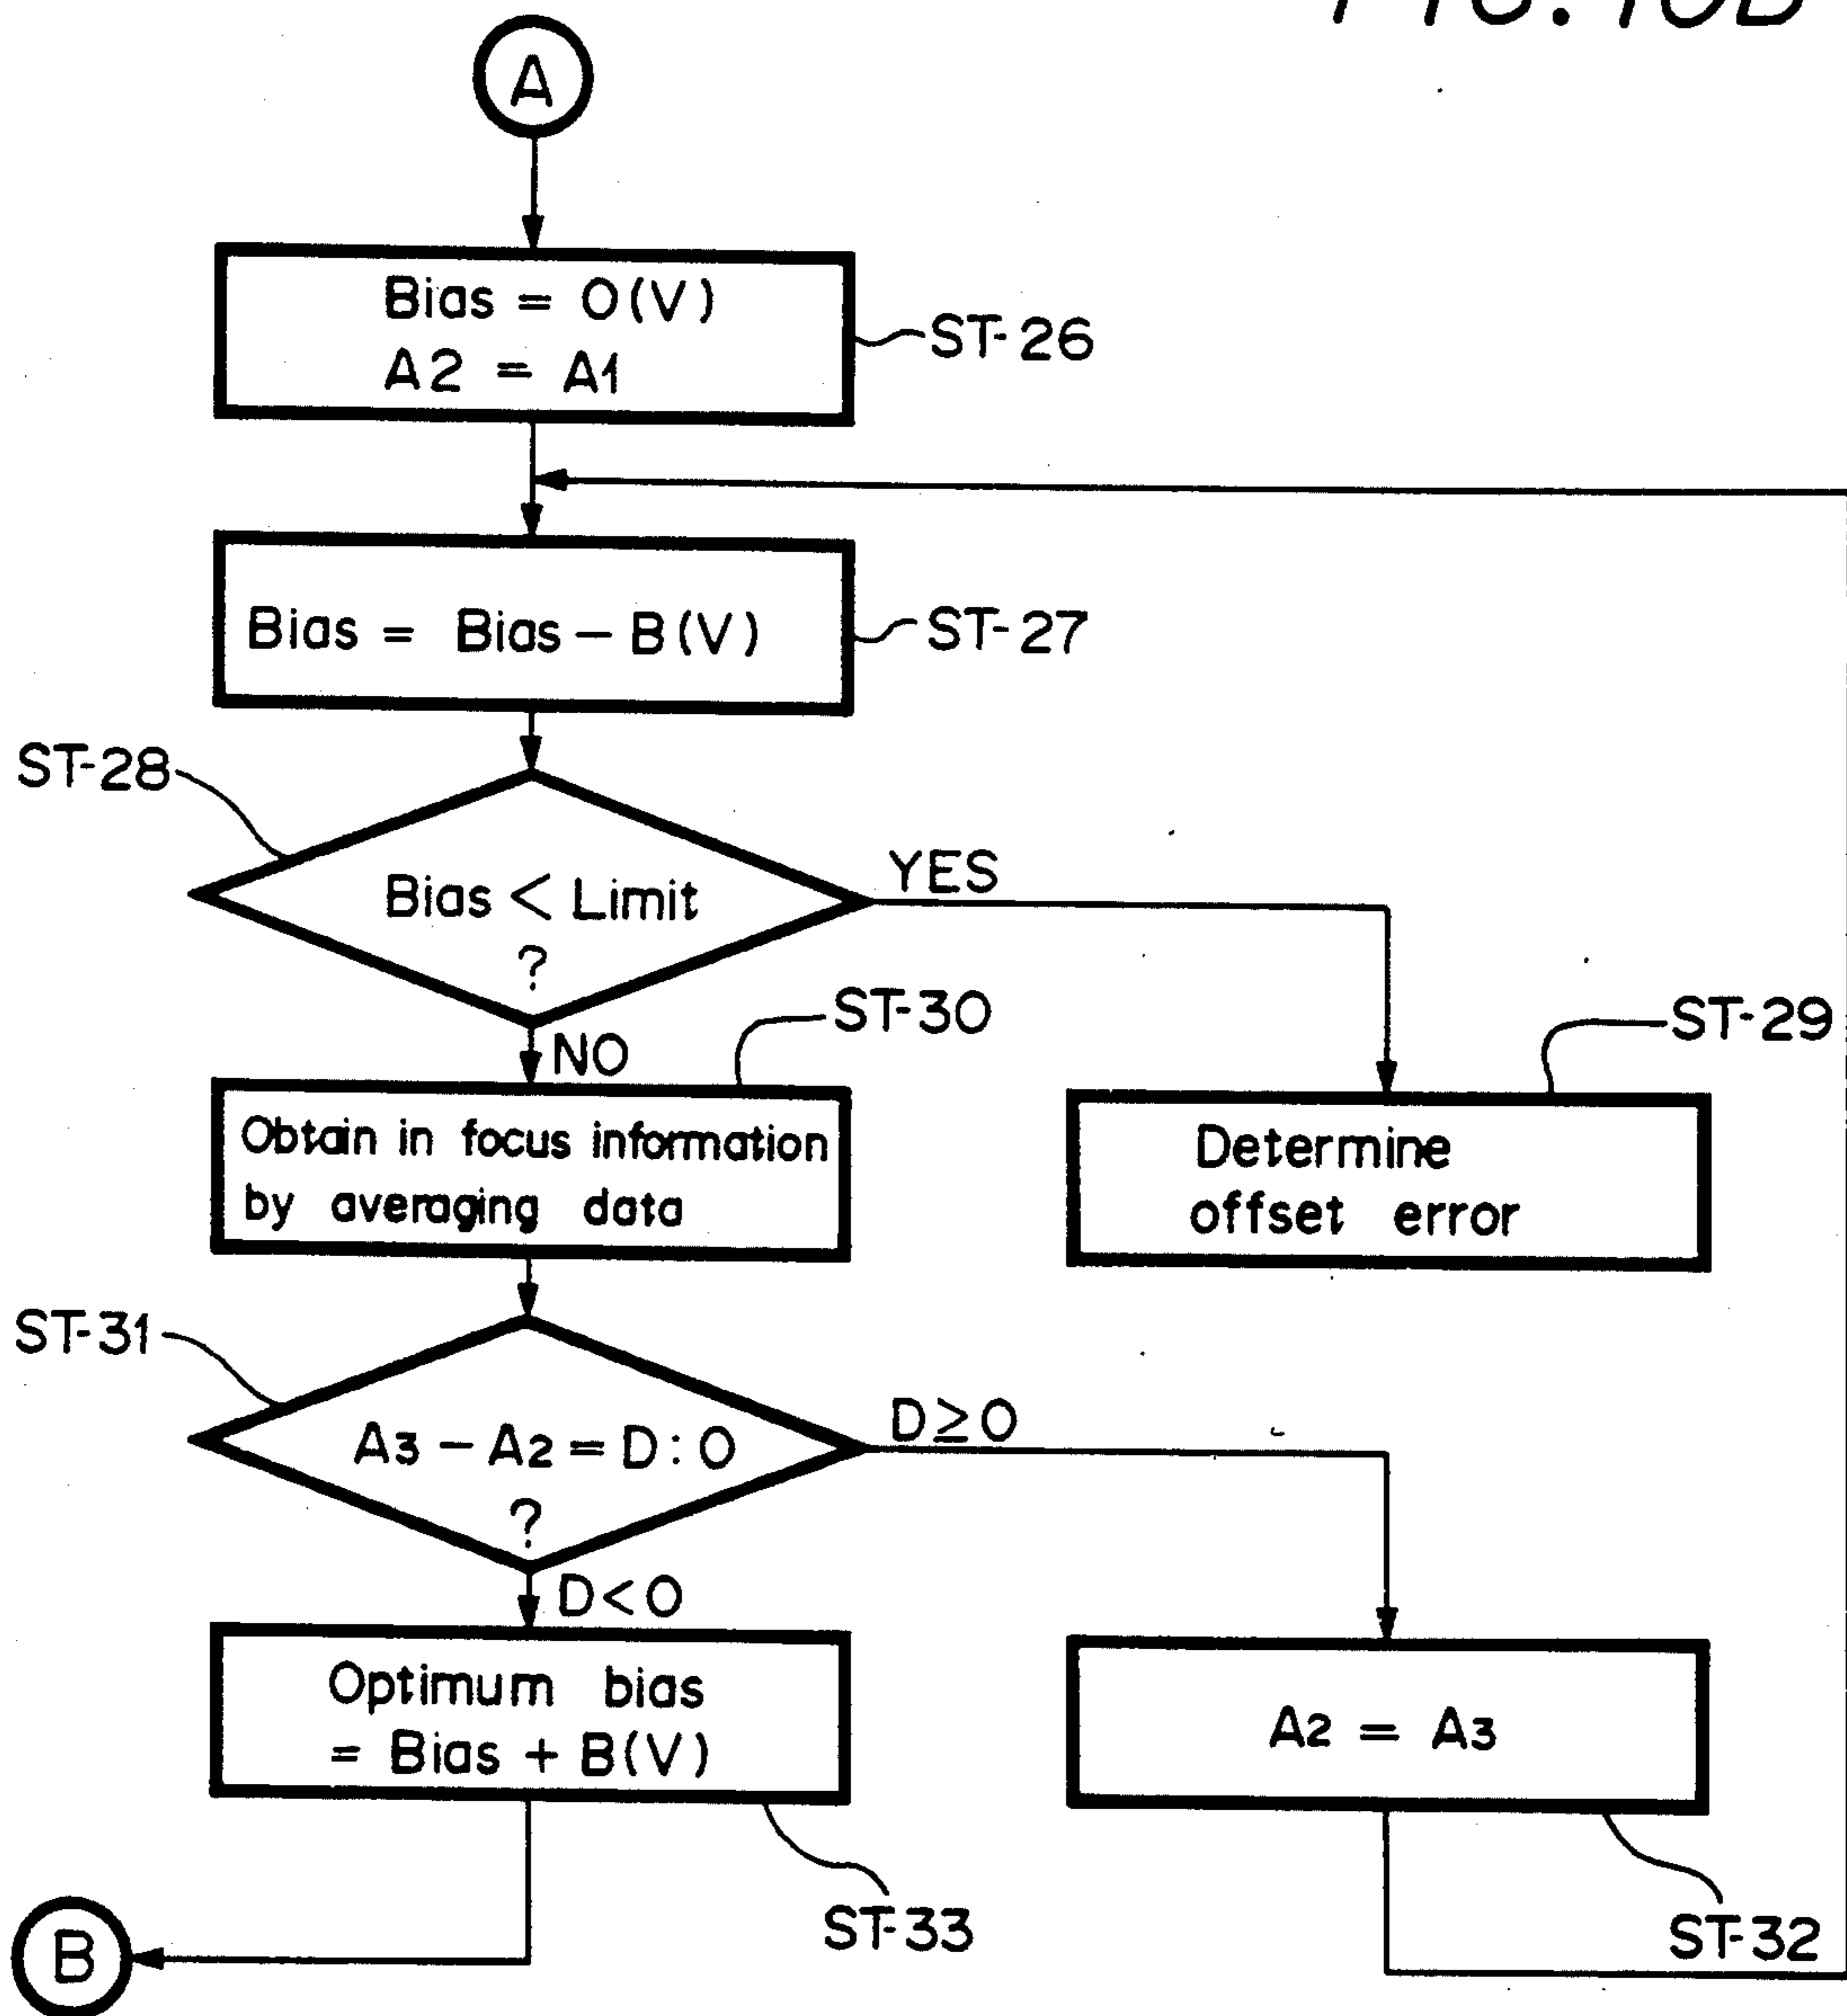 FIG. 10B
A
Bias = 0(V)
A2 = A1
ST-26
Bias = Bias − B(V)
ST-27
ST-28
Bias < Limit
?
YES
NO
ST-30
ST-29
Obtain in focus information
by averaging data
Determine
offset error
ST-31
A3 − A2 = D : 0
?
D≥0
D<0
Optimum bias
= Bias + B(V)
A2 = A3
ST-33
ST-32
B